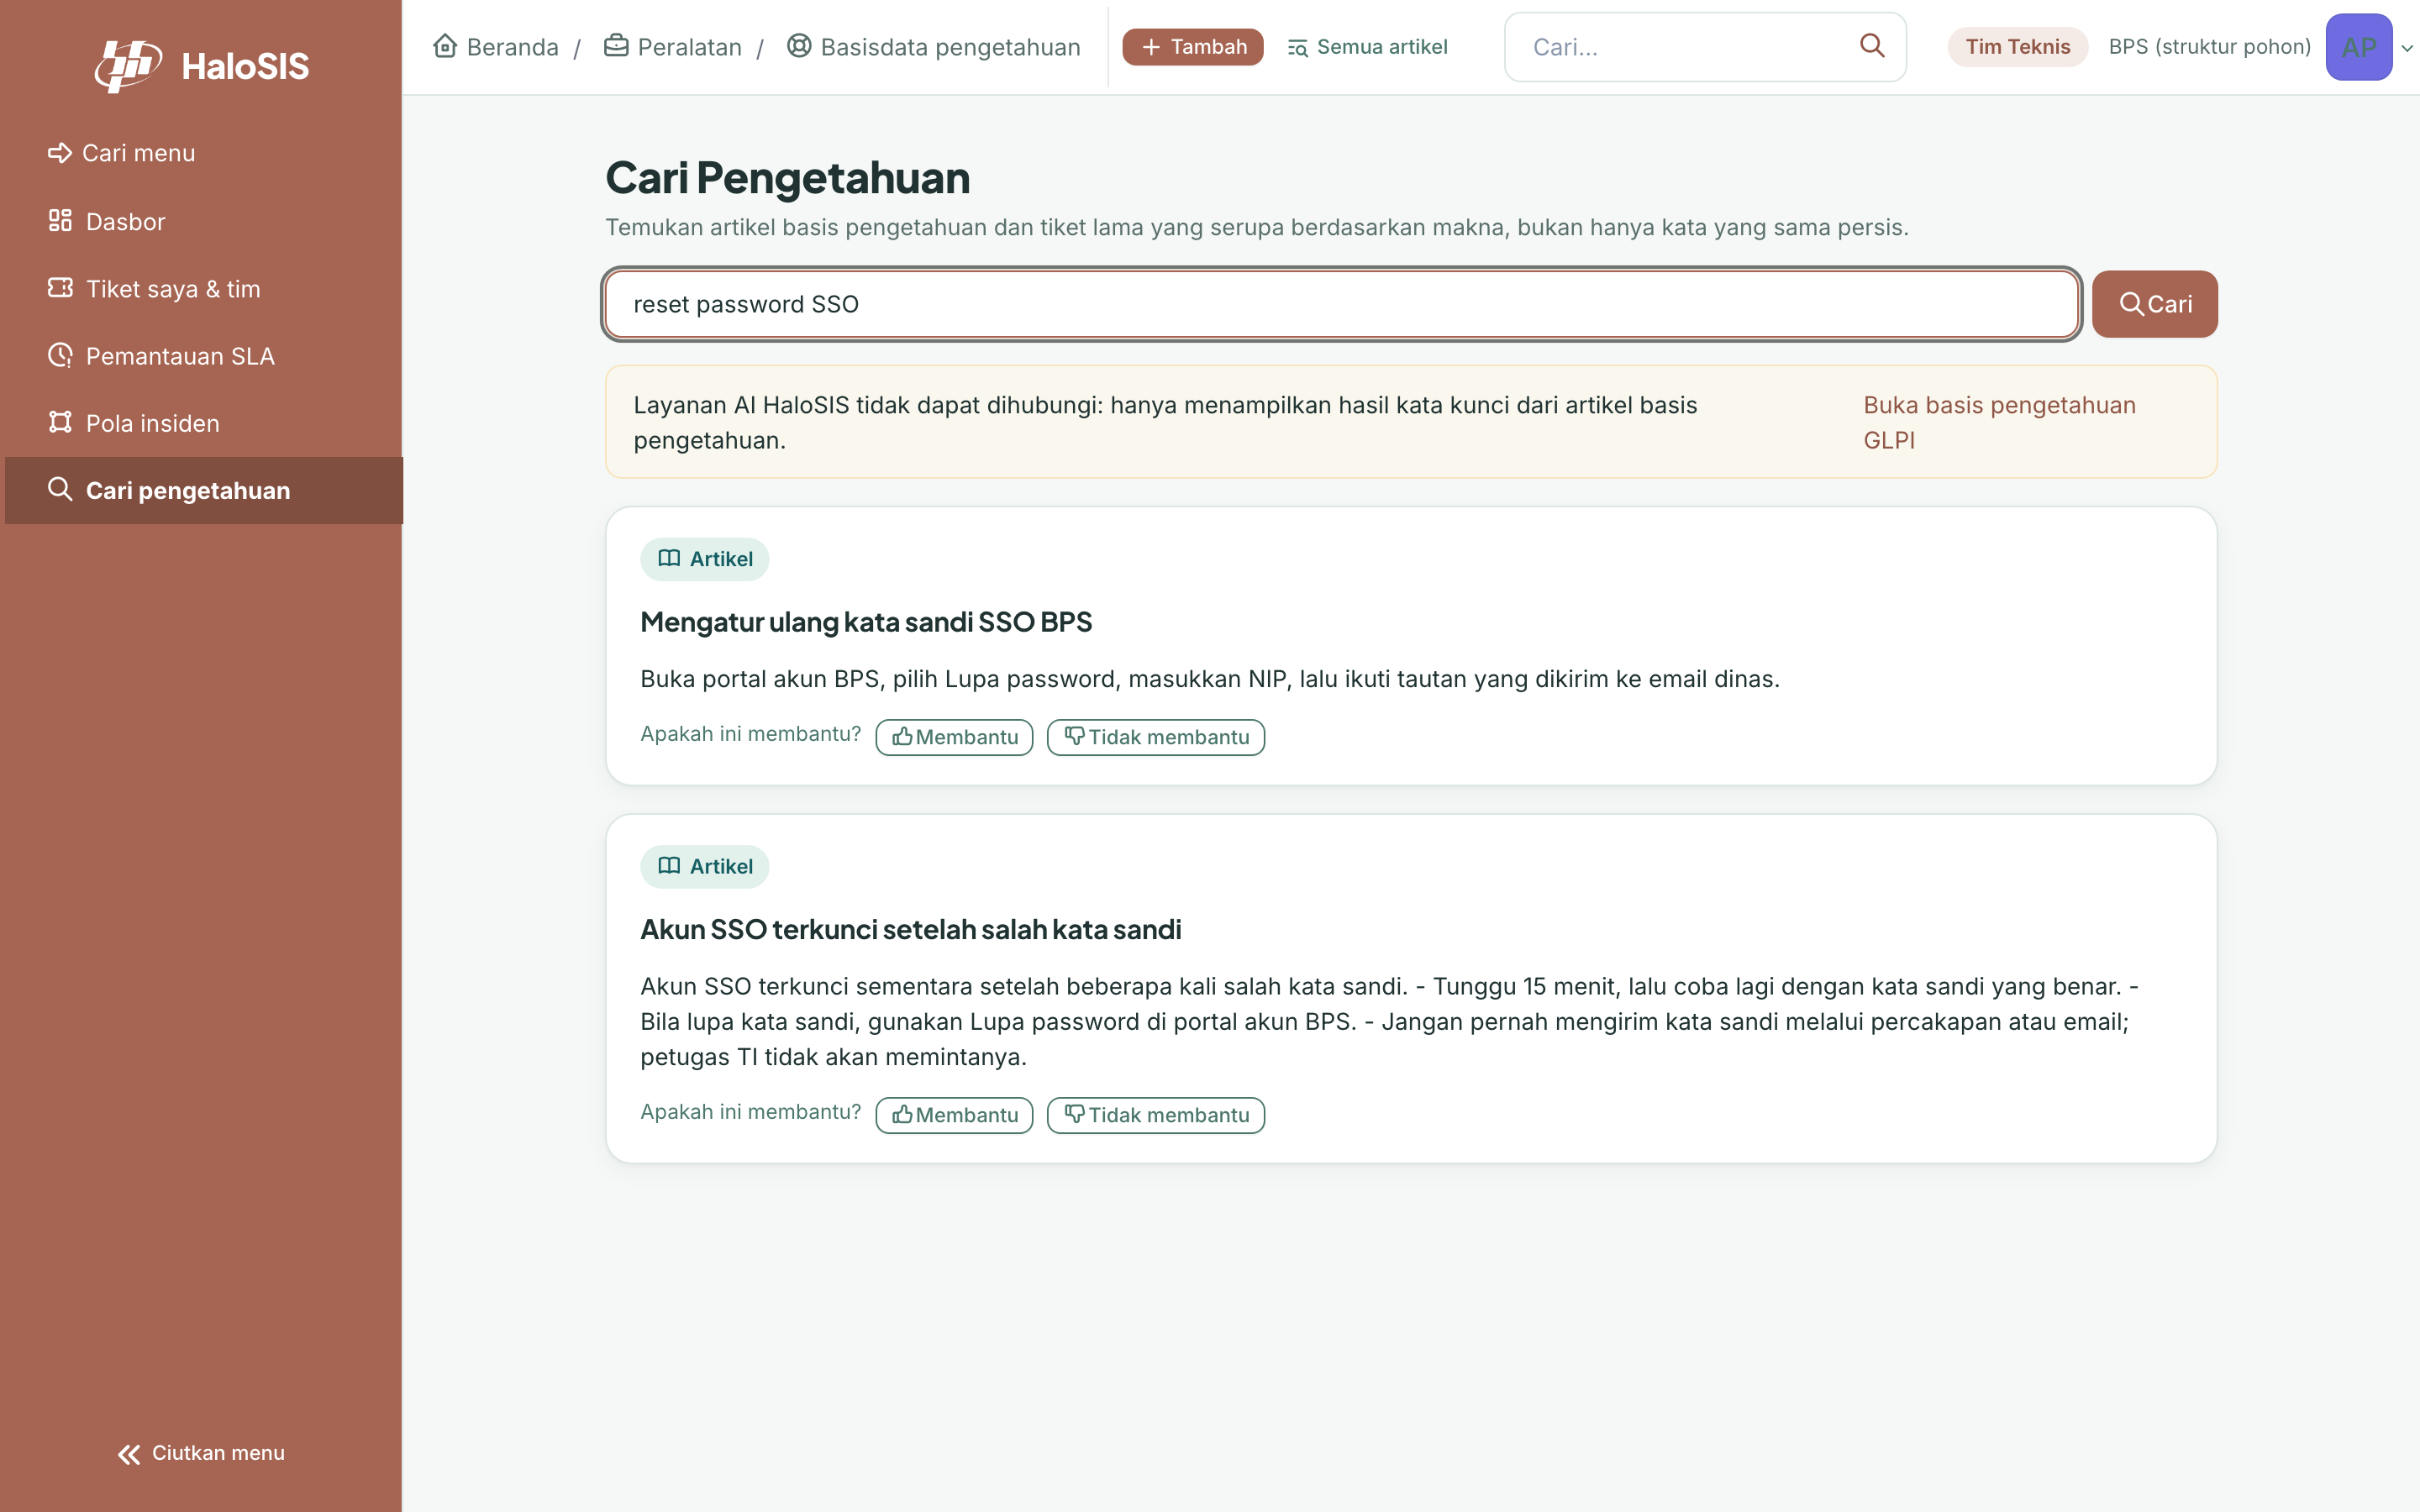 HaloSIS
Cari menu
Dasbor
Tiket saya & tim
Pemantauan SLA
Pola insiden
Cari pengetahuan
Ciutkan menu
Beranda / Peralatan / Basisdata pengetahuan
+ Tambah
Semua artikel
Cari...
Tim Teknis
BPS (struktur pohon)
AP
Cari Pengetahuan
Temukan artikel basis pengetahuan dan tiket lama yang serupa berdasarkan makna, bukan hanya kata yang sama persis.
reset password SSO
Cari
Layanan AI HaloSIS tidak dapat dihubungi: hanya menampilkan hasil kata kunci dari artikel basis
pengetahuan.
Buka basis pengetahuan
GLPI
Artikel
Mengatur ulang kata sandi SSO BPS
Buka portal akun BPS, pilih Lupa password, masukkan NIP, lalu ikuti tautan yang dikirim ke email dinas.
Apakah ini membantu? Membantu Tidak membantu
Artikel
Akun SSO terkunci setelah salah kata sandi
Akun SSO terkunci sementara setelah beberapa kali salah kata sandi. - Tunggu 15 menit, lalu coba lagi dengan kata sandi yang benar. -
Bila lupa kata sandi, gunakan Lupa password di portal akun BPS. - Jangan pernah mengirim kata sandi melalui percakapan atau email;
petugas TI tidak akan memintanya.
Apakah ini membantu? Membantu Tidak membantu